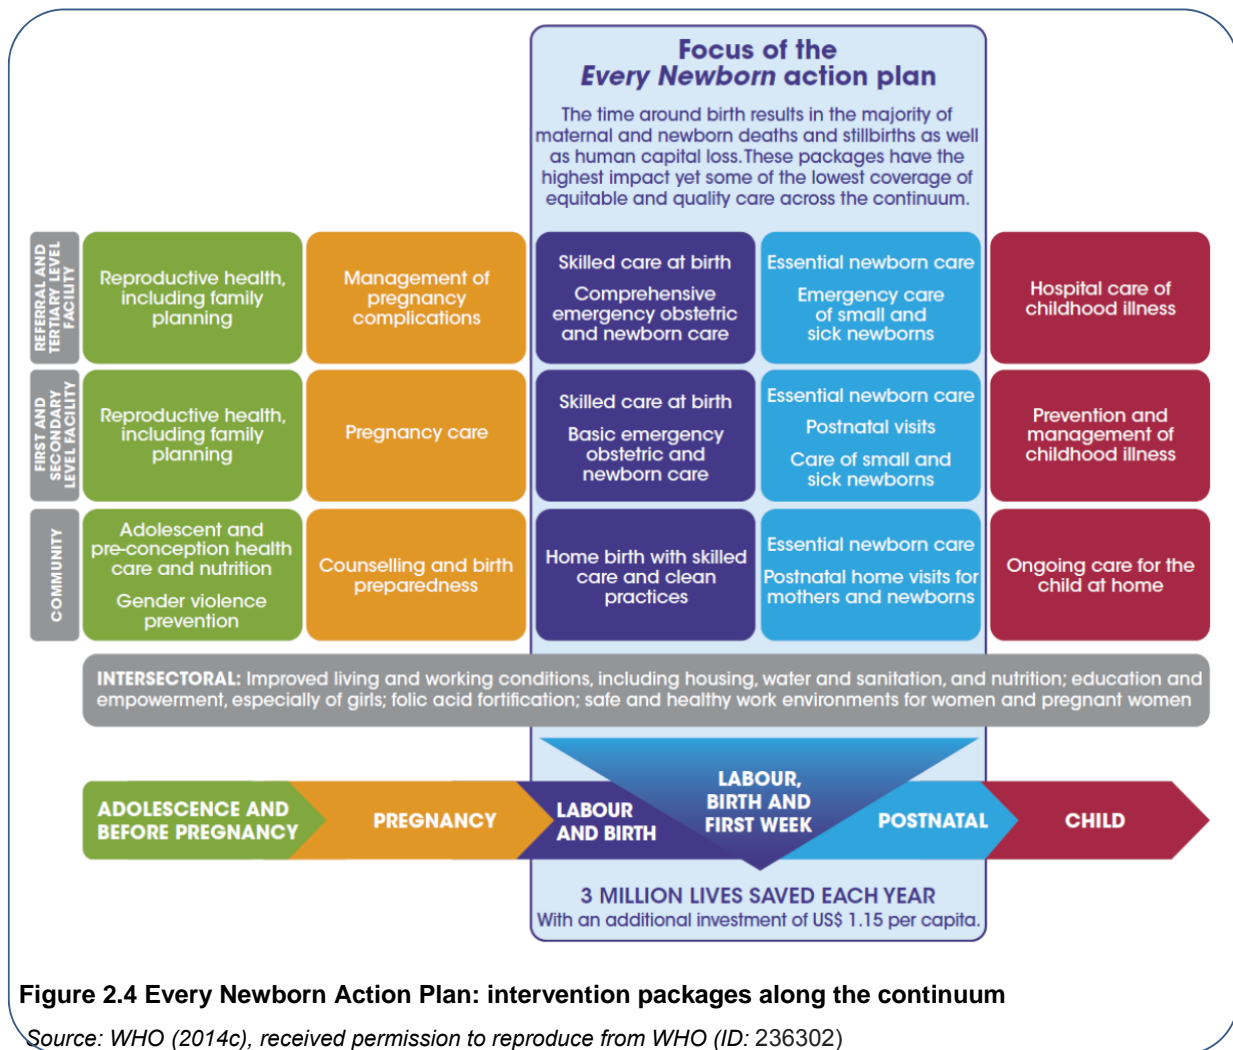 Focus of the
Every Newborn action plan
The time around birth results in the majority of
maternal and newborn deaths and stillbirths as well
as human capital loss. These packages have the
highest impact yet some of the lowest coverage of
equitable and quality care across the continuum.
REFERRAL AND
TERTIARY LEVEL
FACILITY
Reproductive health,
including family
planning
Management of
pregnancy
complications
Skilled care at birth
Comprehensive
emergency obstetric
and newborn care
Essential newborn care
Emergency care
of small and
sick newborns
Hospital care of
childhood illness
FIRST AND
SECONDARY
LEVEL FACILITY
Reproductive health,
including family
planning
Pregnancy care
Skilled care at birth
Basic emergency
obstetric and
newborn care
Essential newborn care
Postnatal visits
Care of small and
sick newborns
Prevention and
management of
childhood illness
COMMUNITY
Adolescent and
pre-conception health
care and nutrition
Gender violence
prevention
Counselling and birth
preparedness
Home birth with skilled
care and clean
practices
Essential newborn care
Postnatal home visits for
mothers and newborns
Ongoing care for the
child at home
INTERSECTORAL: Improved living and working conditions, including housing, water and sanitation, and nutrition; education and
empowerment, especially of girls; folic acid fortification; safe and healthy work environments for women and pregnant women
ADOLESCENCE AND
BEFORE PREGNANCY
PREGNANCY
LABOUR
AND BIRTH
LABOUR,
BIRTH AND
FIRST WEEK
POSTNATAL
CHILD
3 MILLION LIVES SAVED EACH YEAR
With an additional investment of US$ 1.15 per capita.
Figure 2.4 Every Newborn Action Plan: intervention packages along the continuum
Source: WHO (2014c), received permission to reproduce from WHO (ID: 236302)